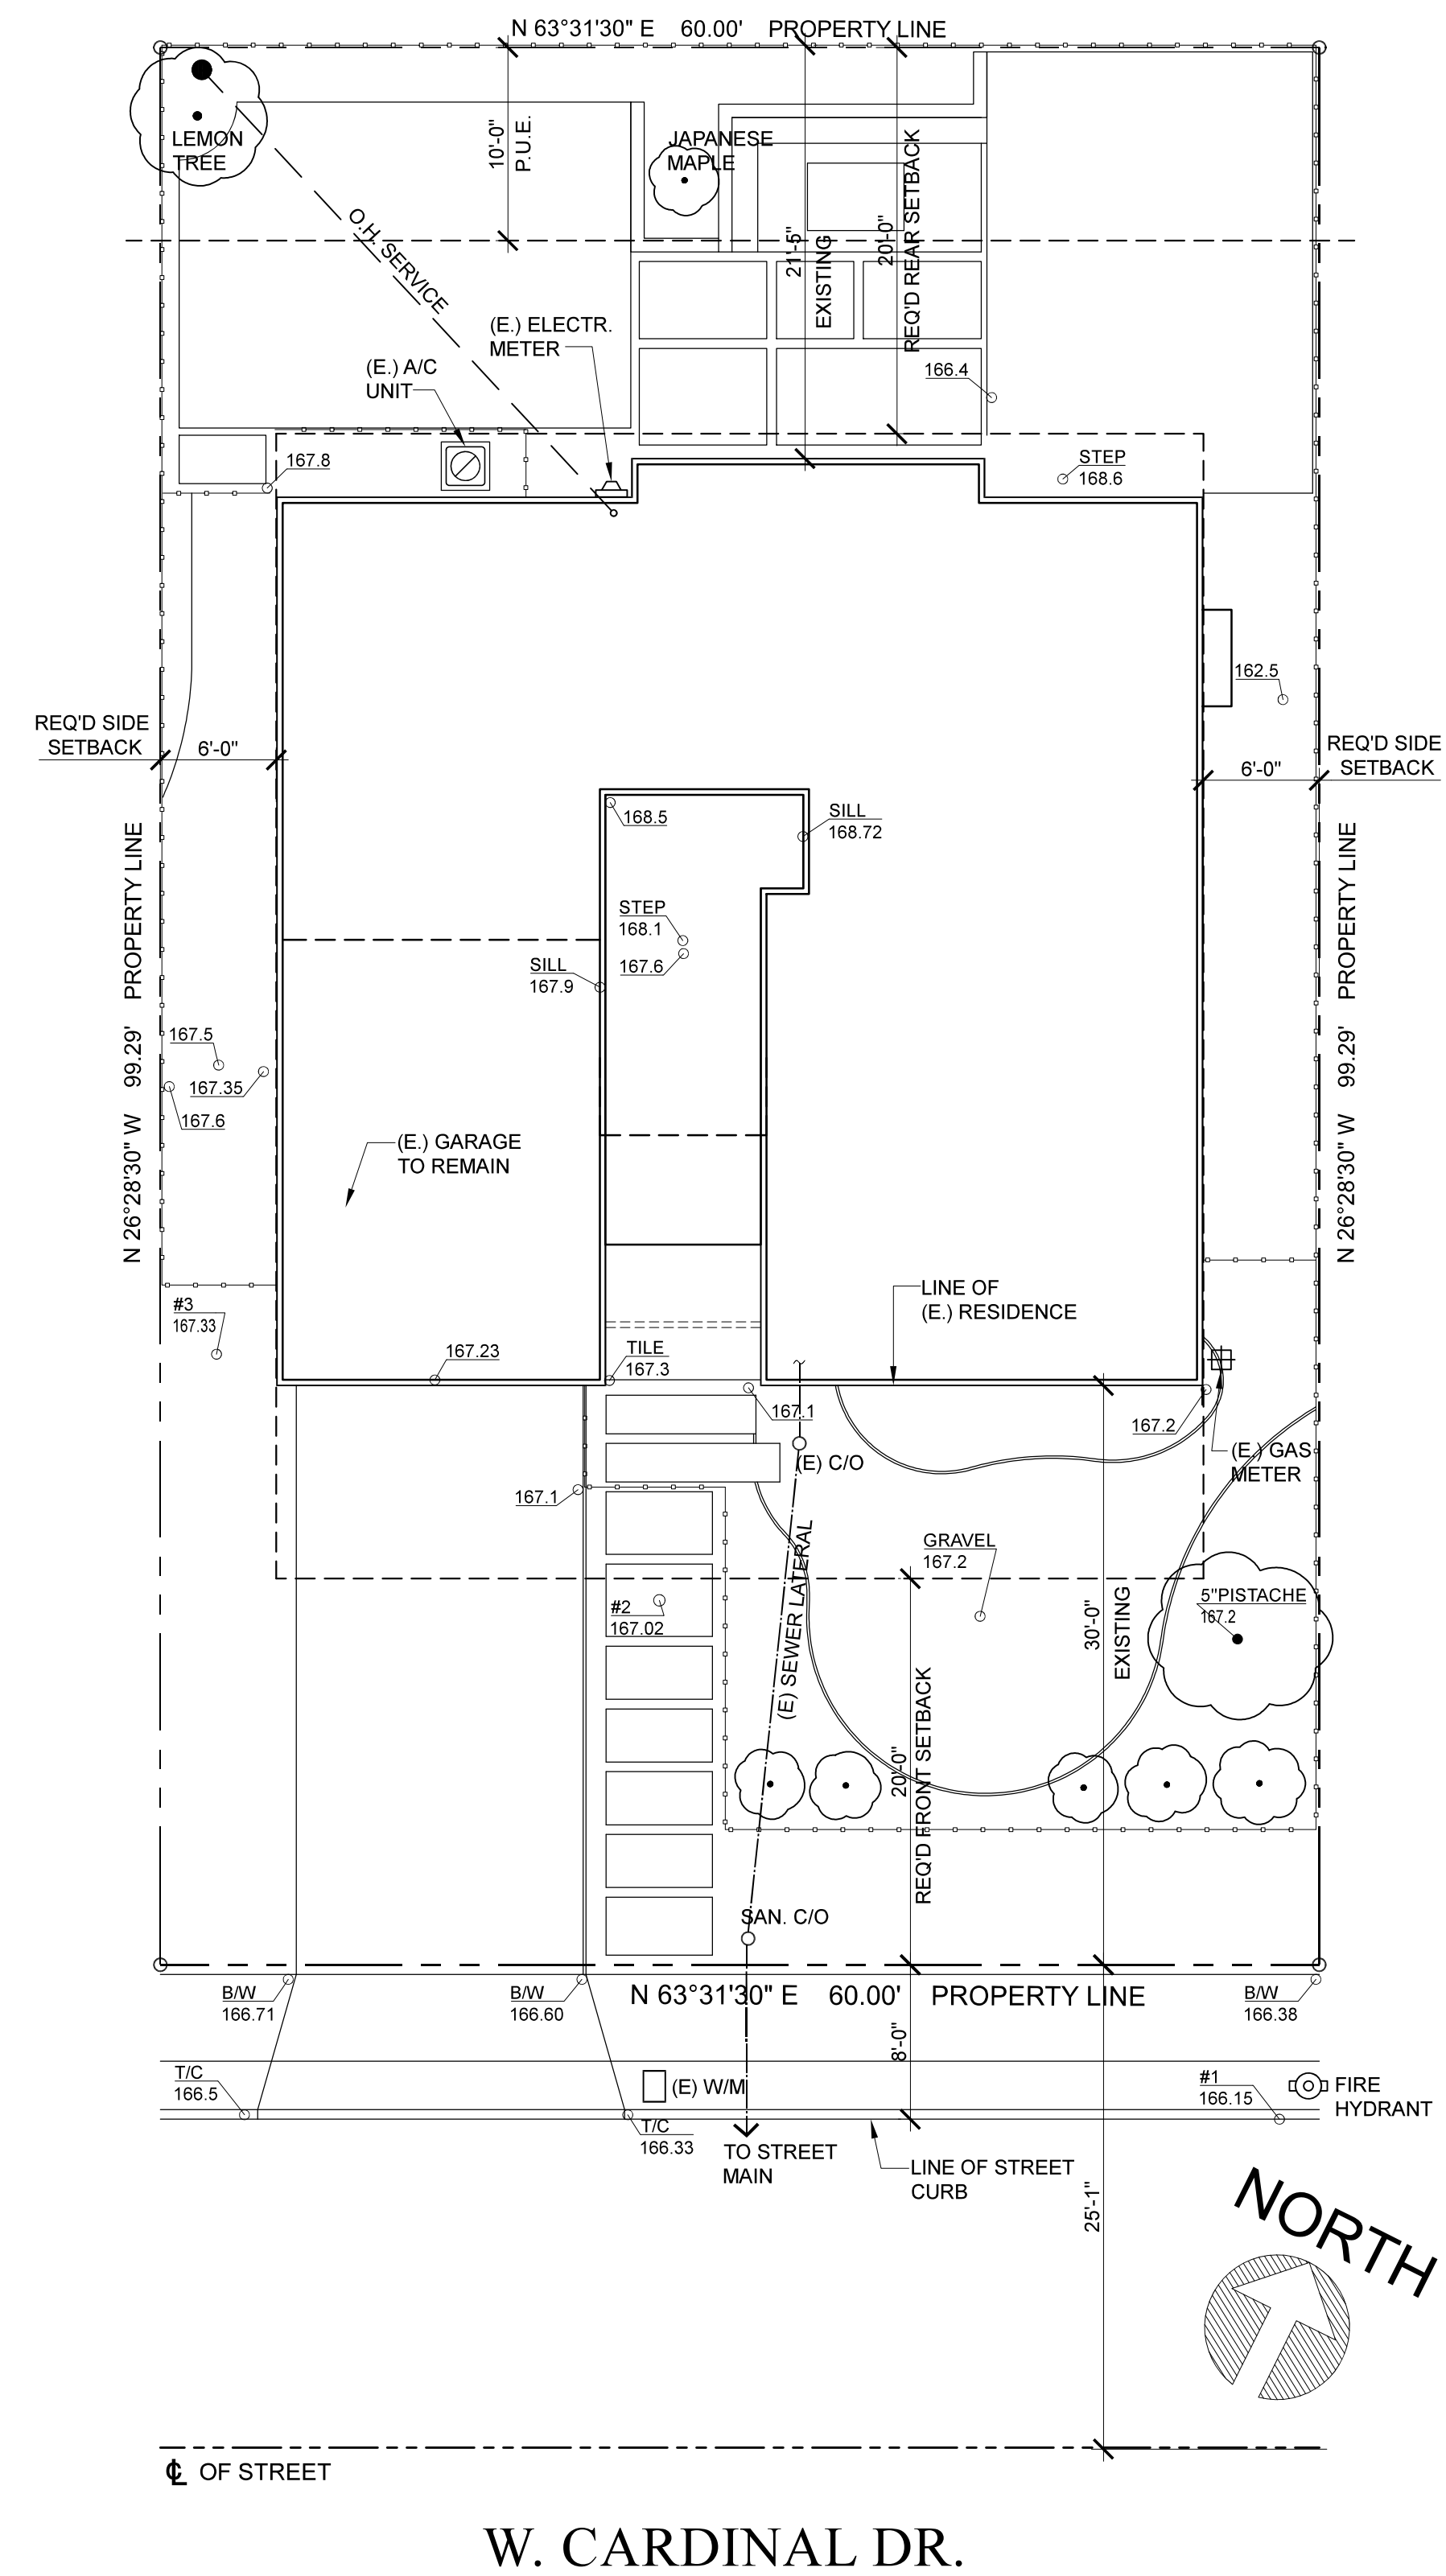 N 63°31'30" E 60.00' PROPERTY LINE
LEMON
TREE
10'-0"
P.U.E.
JAPANESE
MAPLE
21'-5"
EXISTING
20'-0"
REQ'D REAR SETBACK
O.H. SERVICE
(E.) ELECTR.
METER
(E.) A/C
UNIT
166.4
167.8
STEP
168.6
162.5
REQ'D SIDE
SETBACK
6'-0"
REQ'D SIDE
SETBACK
6'-0"
168.5
SILL
168.72
STEP
168.1
167.6
SILL
167.9
N 26°28'30" W 99.29' PROPERTY LINE
N 26°28'30" W 99.29' PROPERTY LINE
167.5
167.35
167.6
(E.) GARAGE
TO REMAIN
LINE OF
(E.) RESIDENCE
#3
167.33
167.23
TILE
167.3
167.1
167.2
(E.) GAS
METER
(E) C/O
167.1
GRAVEL
167.2
(E) SEWER LATERAL
#2
167.02
5"PISTACHE
167.2
30'-0"
EXISTING
20'-0"
REQ'D FRONT SETBACK
SAN. C/O
B/W
166.71
B/W
166.60
N 63°31'30" E 60.00' PROPERTY LINE
B/W
166.38
8'-0"
T/C
166.5
(E) W/M
#1
166.15
FIRE
HYDRANT
T/C
166.33
TO STREET
MAIN
LINE OF STREET
CURB
25'-1"
NORTH
℄ OF STREET
W. CARDINAL DR.